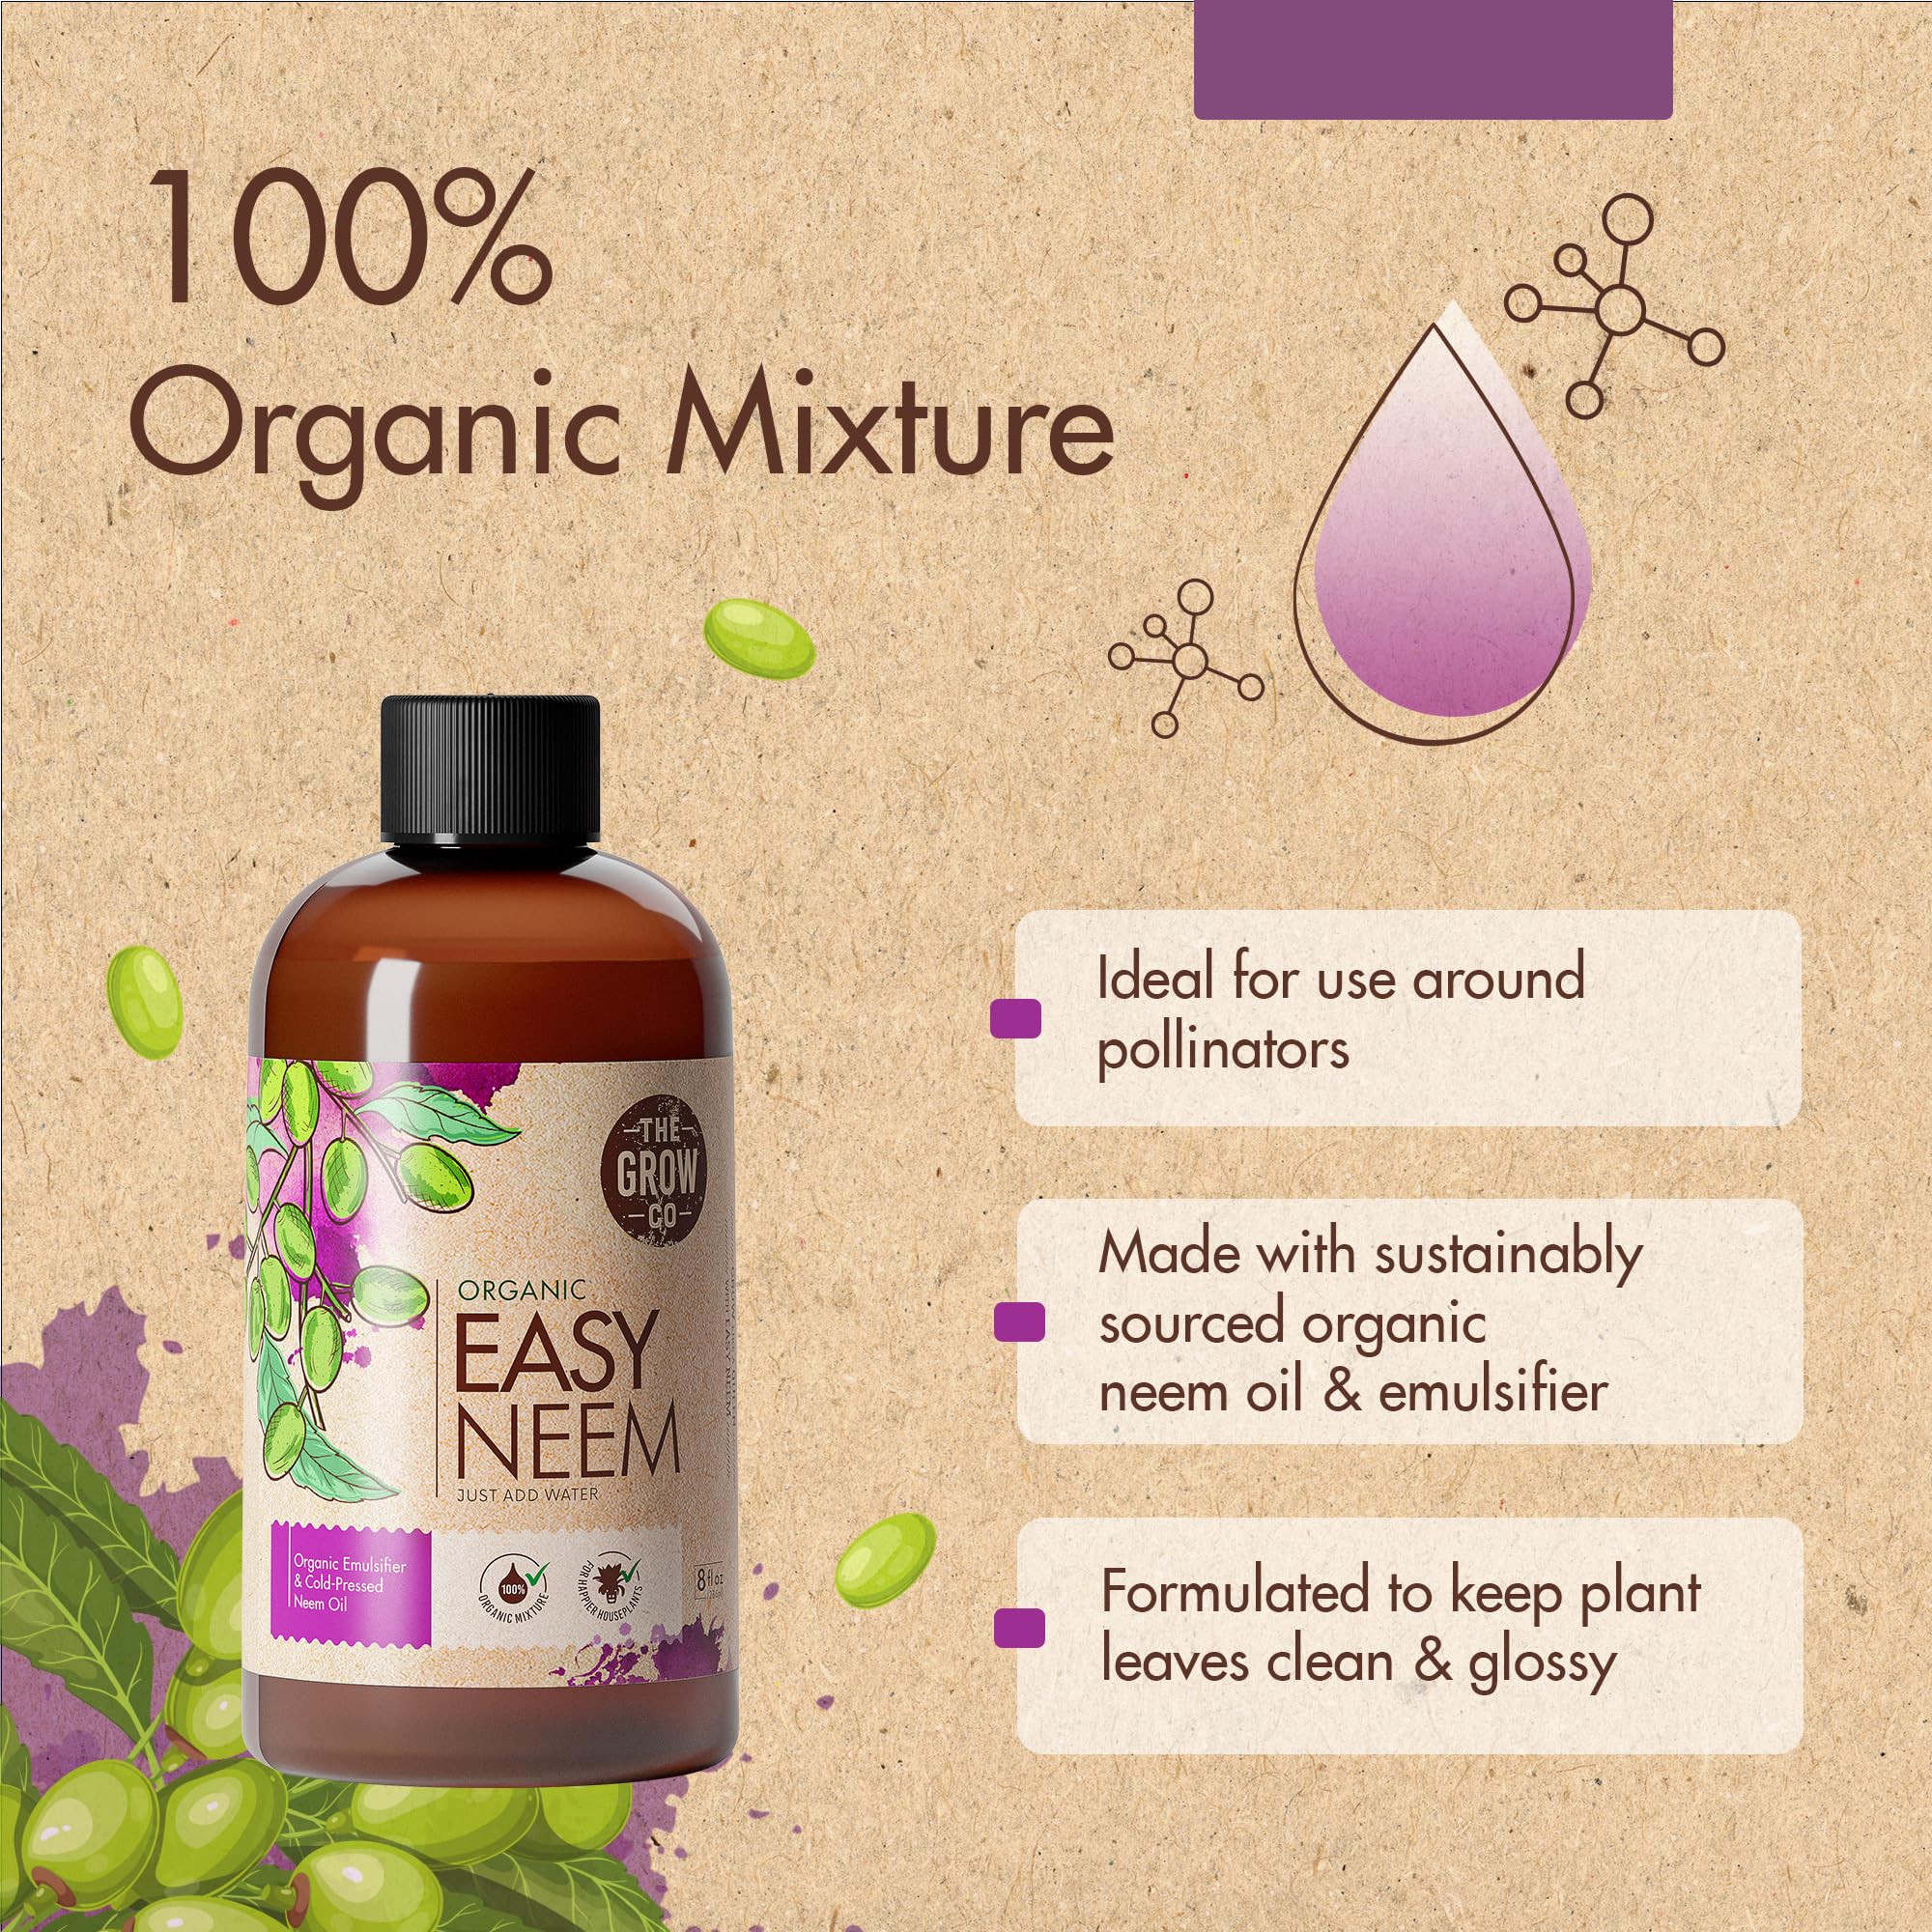 100%
Organic Mixture
Ideal for use around
pollinators
Made with sustainably
sourced organic
neem oil & emulsifier
Formulated to keep plant
leaves clean & glossy
THE
GROW
CO
ORGANIC
EASY
NEEM
JUST ADD WATER
Organic Emulsifier
& Cold-Pressed
Neem Oil
100%
ORGANIC MIXTURE
FOR HAPPIER HOUSEPLANTS
8 fl oz